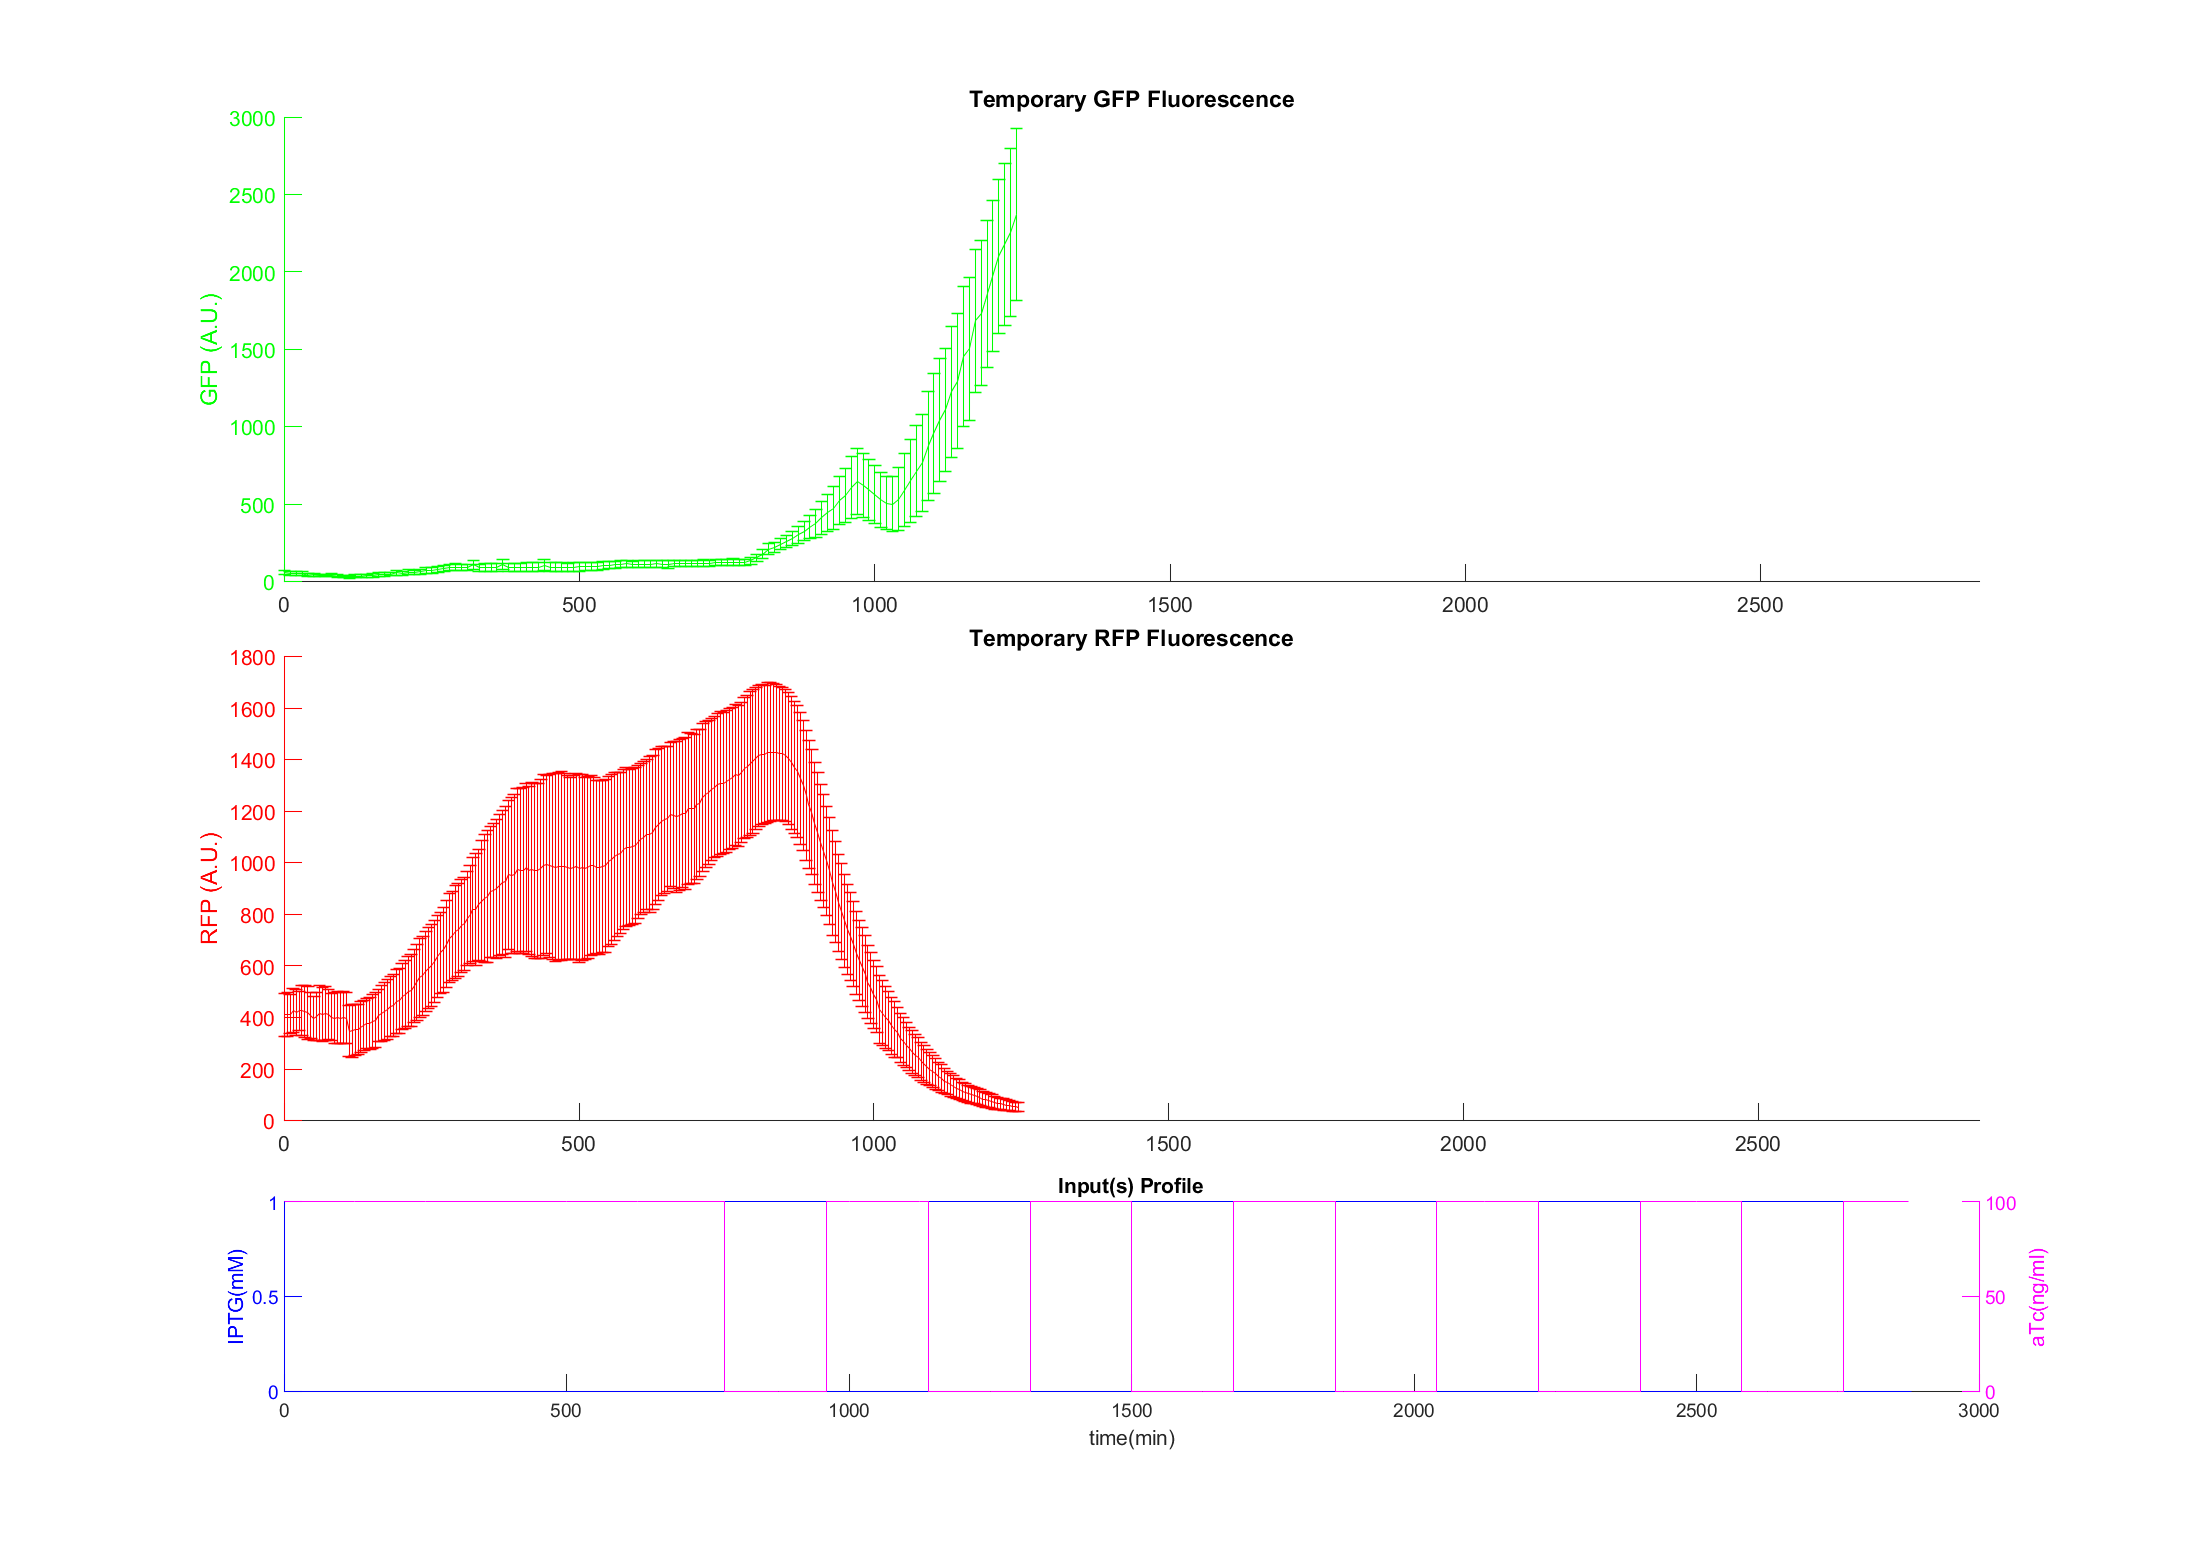 Temporary GFP Fluorescence
3000
2500
2000
1500
1000
500
0
GFP (A.U.)
0 500 1000 1500 2000 2500
Temporary RFP Fluorescence
1800
1600
1400
1200
1000
800
600
400
200
0
RFP (A.U.)
0 500 1000 1500 2000 2500
Input(s) Profile
1
0.5
0
IPTG(mM)
100
50
0
aTc(ng/ml)
0 500 1000 1500 2000 2500 3000
time(min)